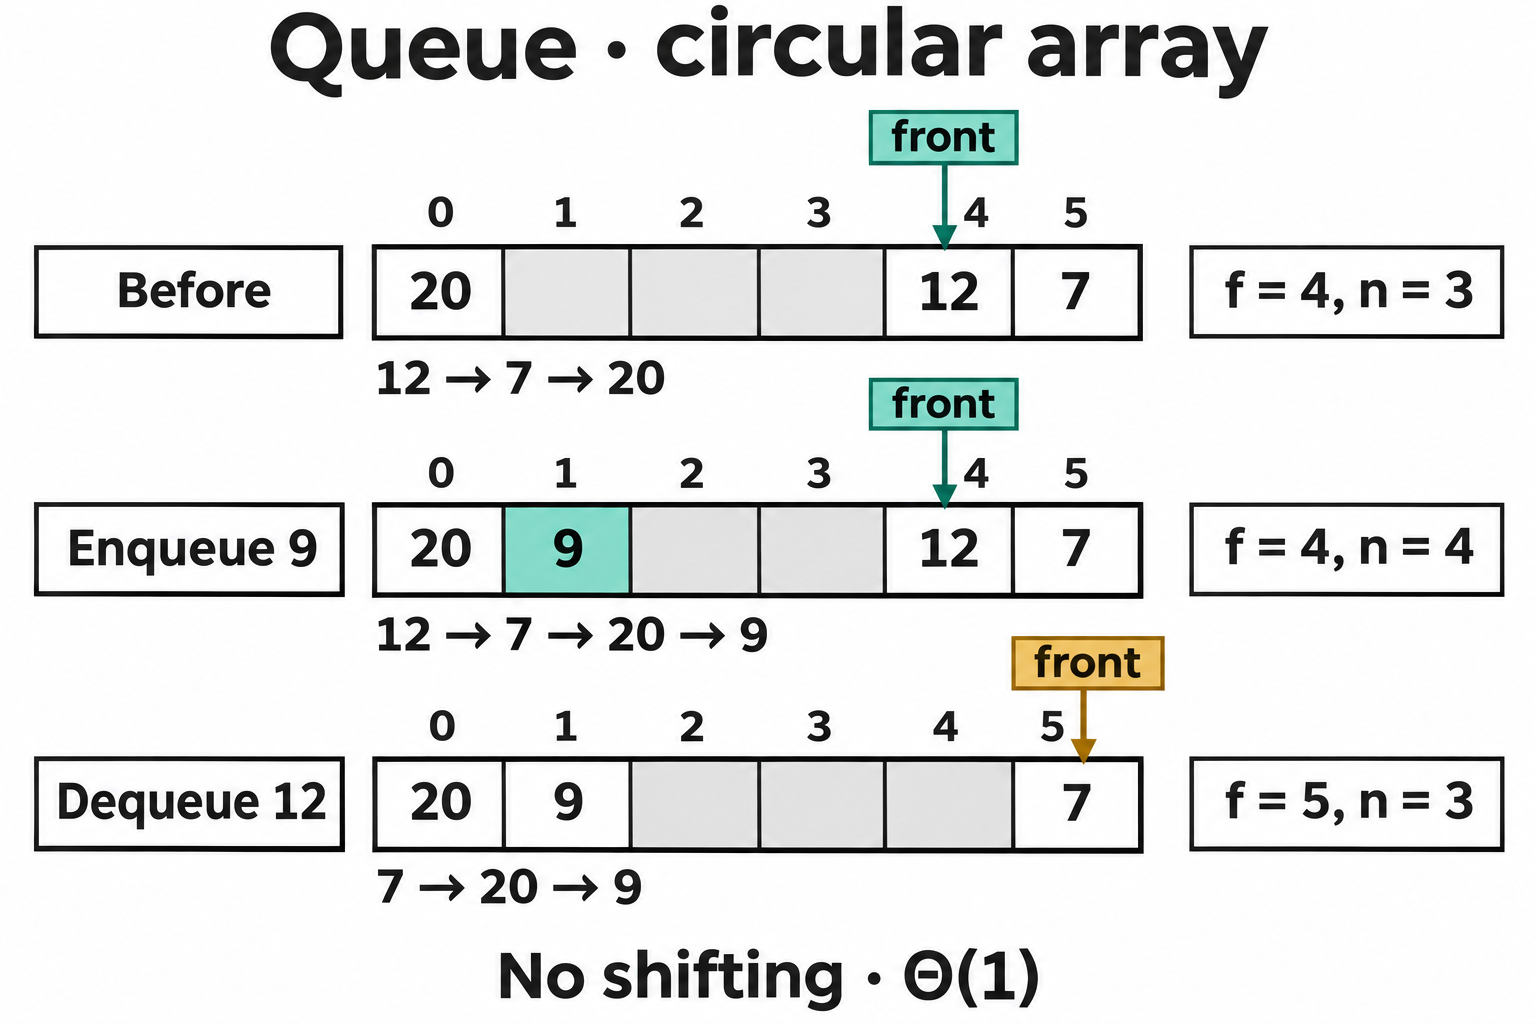 Queue · circular array
front
0 1 2 3 4 5
Before 20 12 7 f = 4, n = 3
12 → 7 → 20
front
0 1 2 3 4 5
Enqueue 9 20 9 12 7 f = 4, n = 4
12 → 7 → 20 → 9
front
0 1 2 3 4 5
Dequeue 12 20 9 7 f = 5, n = 3
7 → 20 → 9
No shifting · Θ(1)